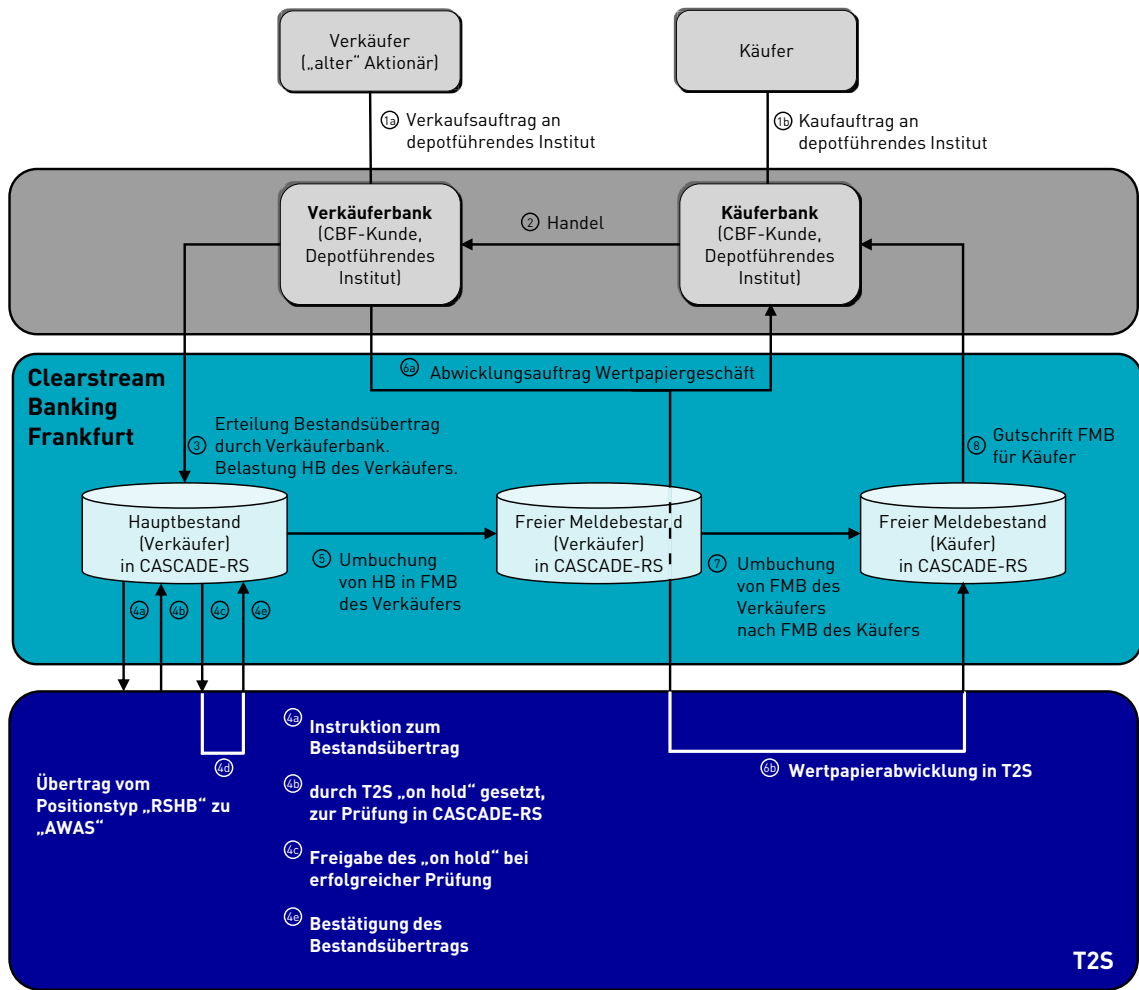 Verkäufer
(„alter“ Aktionär)
Käufer
1a Verkaufsauftrag an
depotführendes Institut
1b Kaufauftrag an
depotführendes Institut
Verkäuferbank
(CBF-Kunde,
Depotführendes
Institut)
2 Handel
Käuferbank
(CBF-Kunde,
Depotführendes
Institut)
Clearstream
Banking
Frankfurt
6a Abwicklungsauftrag Wertpapiergeschäft
3 Erteilung Bestandsübertrag
durch Verkäuferbank.
Belastung HB des Verkäufers.
8 Gutschrift FMB
für Käufer
Hauptbestand
(Verkäufer)
in CASCADE-RS
Freier Meldebestand
(Verkäufer)
in CASCADE-RS
Freier Meldebestand
(Käufer)
in CASCADE-RS
5 Umbuchung
von HB in FMB
des Verkäufers
7 Umbuchung
von FMB des
Verkäufers
nach FMB des Käufers
4a 4b 4c 4e
4d
Übertrag vom
Positionstyp „RSHB“ zu
„AWAS“
4a Instruktion zum
Bestandsübertrag
4b durch T2S „on hold“ gesetzt,
zur Prüfung in CASCADE-RS
4c Freigabe des „on hold“ bei
erfolgreicher Prüfung
4e Bestätigung des
Bestandsübertrags
6b Wertpapierabwicklung in T2S
T2S